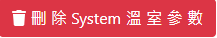 刪 除 System 溫 室 參 數